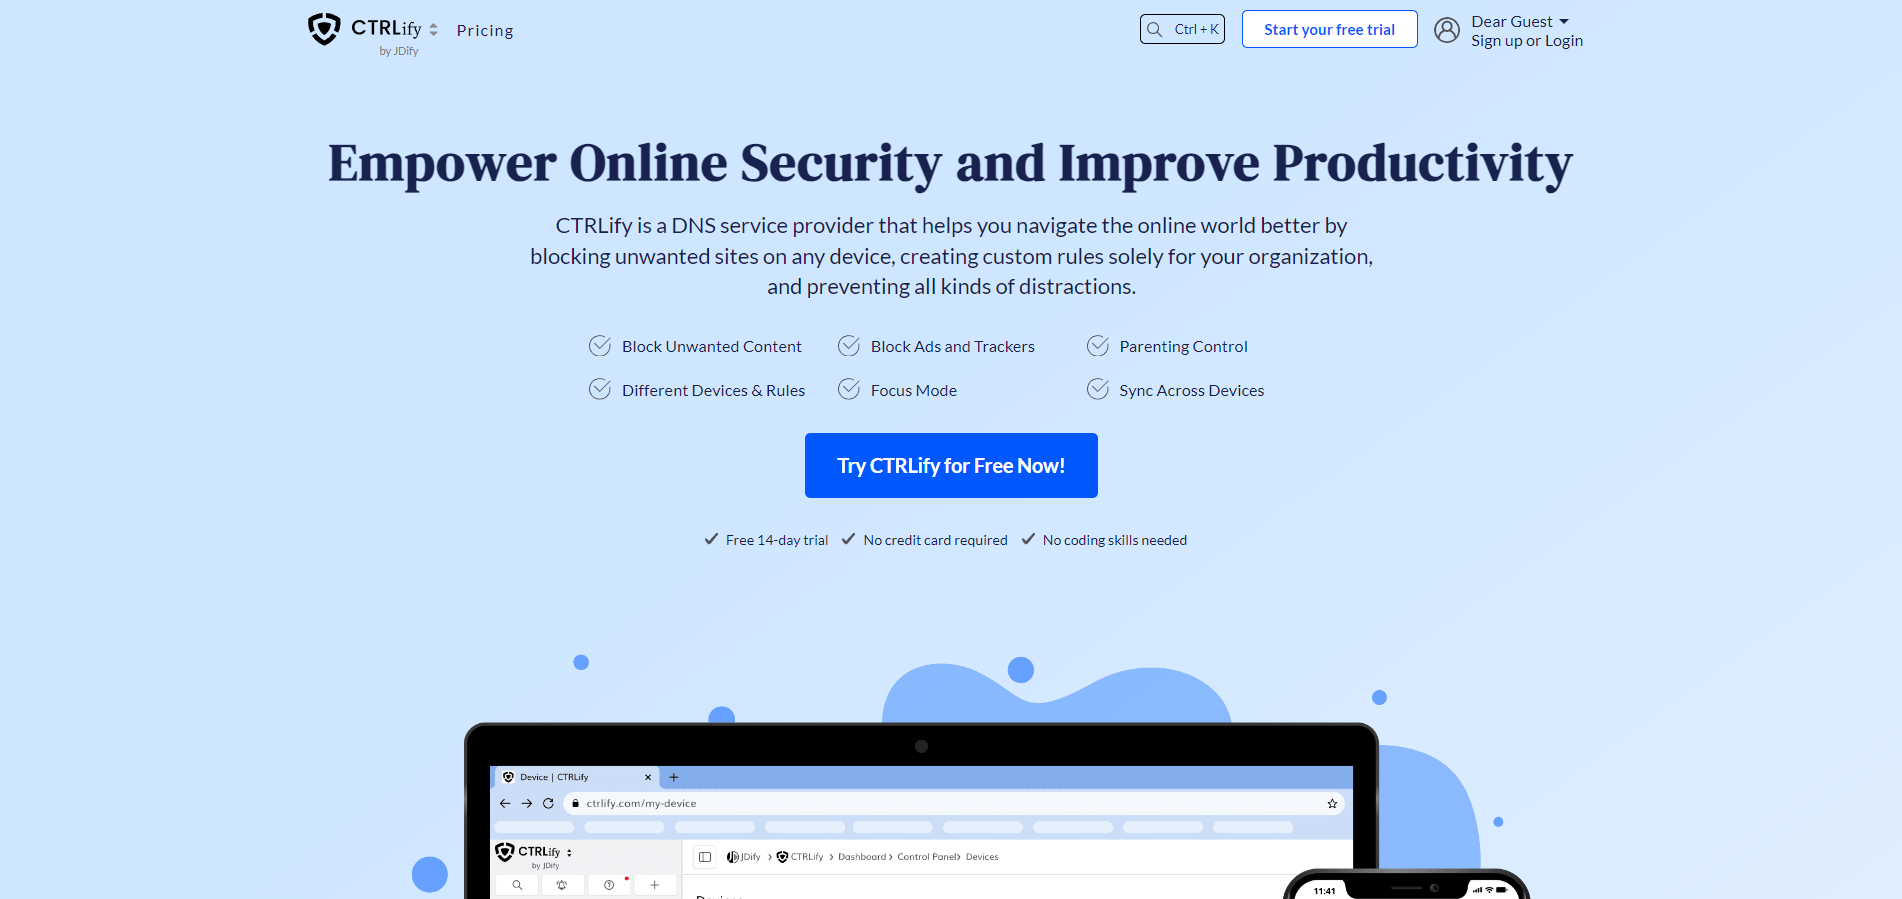 CTRLify
by JDify
Pricing
Ctrl + K
Start your free trial
Dear Guest
Sign up or Login
Empower Online Security and Improve Productivity
CTRLify is a DNS service provider that helps you navigate the online world better by
blocking unwanted sites on any device, creating custom rules solely for your organization,
and preventing all kinds of distractions.
Block Unwanted Content
Block Ads and Trackers
Parenting Control
Different Devices & Rules
Focus Mode
Sync Across Devices
Try CTRLify for Free Now!
Free 14-day trial
No credit card required
No coding skills needed
Device | CTRLify
ctrlify.com/my-device
CTRLify
by JDify
JDify > CTRLify > Dashboard > Control Panel > Devices
11:41